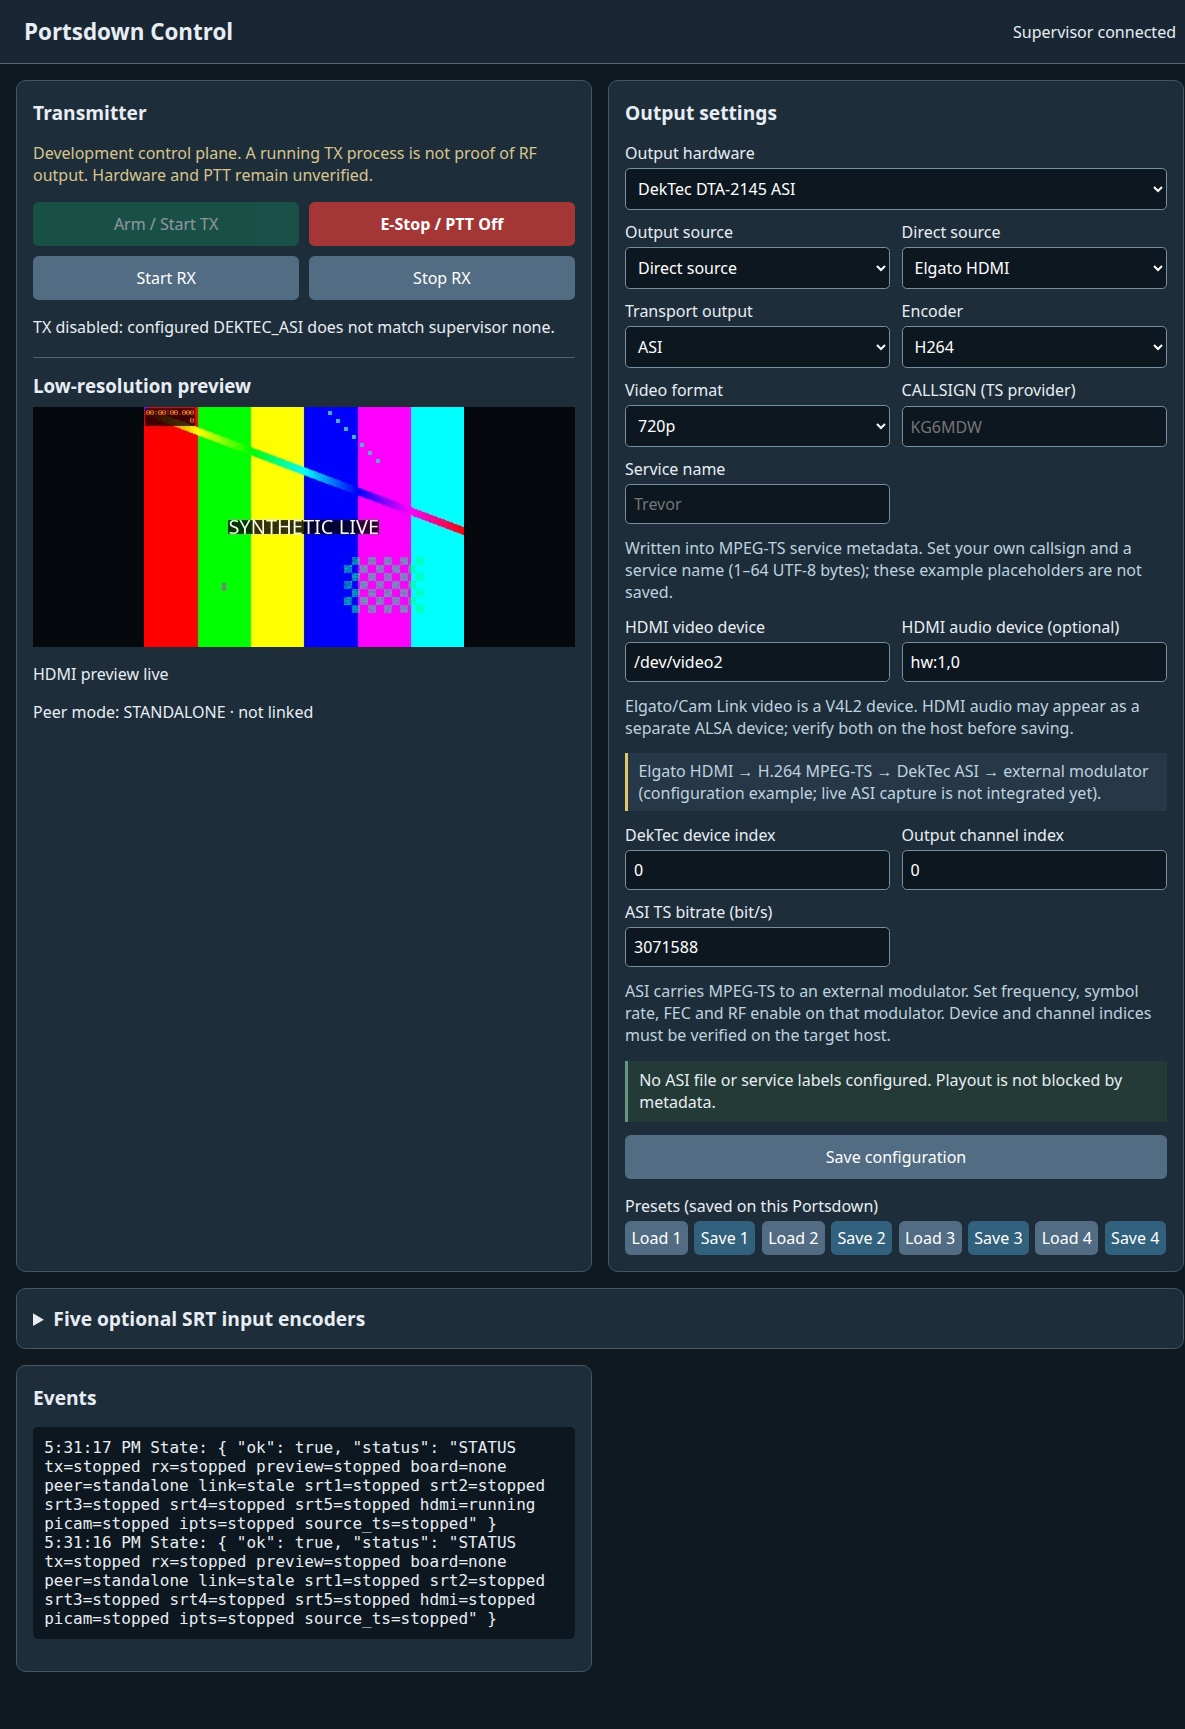 Portsdown Control
Supervisor connected
Transmitter
Development control plane. A running TX process is not proof of RF
output. Hardware and PTT remain unverified.
Arm / Start TX
E-Stop / PTT Off
Start RX
Stop RX
TX disabled: configured DEKTEC_ASI does not match supervisor none.
Low-resolution preview
00:00:00.000
0
SYNTHETIC LIVE
HDMI preview live
Peer mode: STANDALONE · not linked
Output settings
Output hardware
DekTec DTA-2145 ASI
Output source
Direct source
Direct source
Elgato HDMI
Transport output
ASI
Encoder
H264
Video format
720p
CALLSIGN (TS provider)
KG6MDW
Service name
Trevor
Written into MPEG-TS service metadata. Set your own callsign and a
service name (1–64 UTF-8 bytes); these example placeholders are not
saved.
HDMI video device
/dev/video2
HDMI audio device (optional)
hw:1,0
Elgato/Cam Link video is a V4L2 device. HDMI audio may appear as a
separate ALSA device; verify both on the host before saving.
Elgato HDMI → H.264 MPEG-TS → DekTec ASI → external modulator
(configuration example; live ASI capture is not integrated yet).
DekTec device index
0
Output channel index
0
ASI TS bitrate (bit/s)
3071588
ASI carries MPEG-TS to an external modulator. Set frequency, symbol
rate, FEC and RF enable on that modulator. Device and channel indices
must be verified on the target host.
No ASI file or service labels configured. Playout is not blocked by
metadata.
Save configuration
Presets (saved on this Portsdown)
Load 1 Save 1 Load 2 Save 2 Load 3 Save 3 Load 4 Save 4
Five optional SRT input encoders
Events
5:31:17 PM State: { "ok": true, "status": "STATUS
tx=stopped rx=stopped preview=stopped board=none
peer=standalone link=stale srt1=stopped srt2=stopped
srt3=stopped srt4=stopped srt5=stopped hdmi=running
picam=stopped ipts=stopped source_ts=stopped" }
5:31:16 PM State: { "ok": true, "status": "STATUS
tx=stopped rx=stopped preview=stopped board=none
peer=standalone link=stale srt1=stopped srt2=stopped
srt3=stopped srt4=stopped srt5=stopped hdmi=stopped
picam=stopped ipts=stopped source_ts=stopped" }